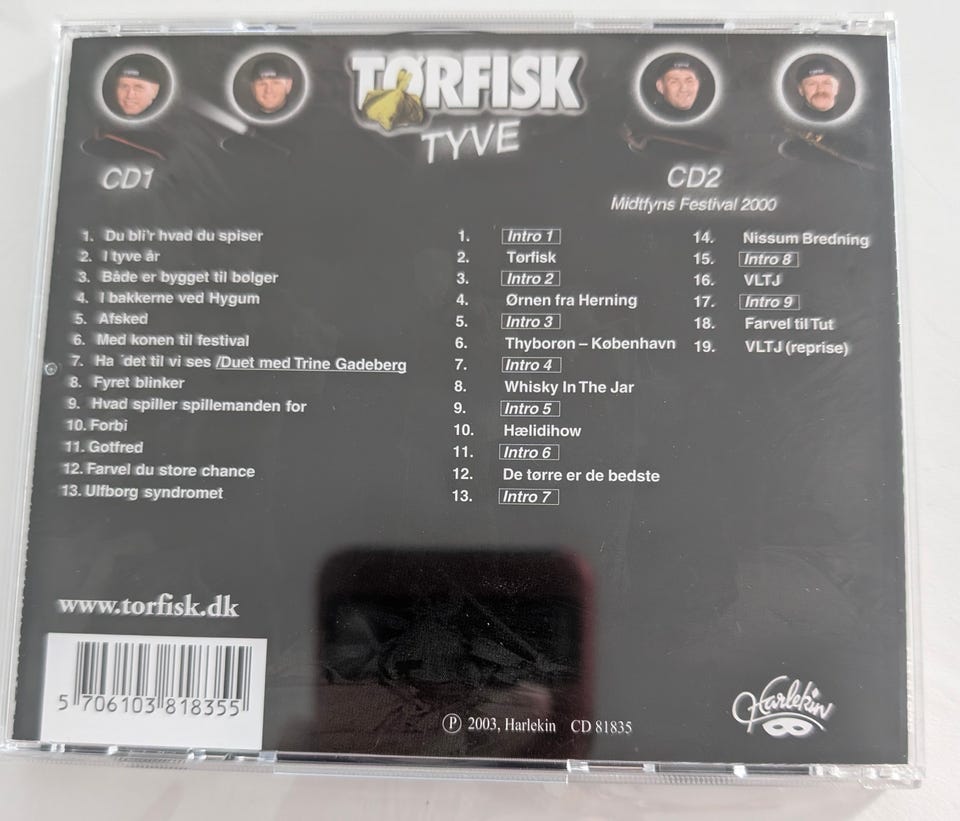 TØRFISK
TYVE
CD1
1. Du bli'r hvad du spiser
2. I tyve år
3. Både er bygget til bølger
4. I bakkerne ved Hygum
5. Afsked
6. Med konen til festival
7. Ha ´det til vi ses /Duet med Trine Gadeberg
8. Fyret blinker
9. Hvad spiller spillemanden for
10. Forbi
11. Gotfred
12. Farvel du store chance
13. Ulfborg syndromet
CD2
Midtfyns Festival 2000
1. Intro 1
2. Tørfisk
3. Intro 2
4. Ørnen fra Herning
5. Intro 3
6. Thyborøn – København
7. Intro 4
8. Whisky In The Jar
9. Intro 5
10. Hælidihow
11. Intro 6
12. De tørre er de bedste
13. Intro 7
14. Nissum Bredning
15. Intro 8
16. VLTJ
17. Intro 9
18. Farvel til Tut
19. VLTJ (reprise)
www.torfisk.dk
5 706103 818355
Ⓟ 2003, Harlekin CD 81835
Harlekin